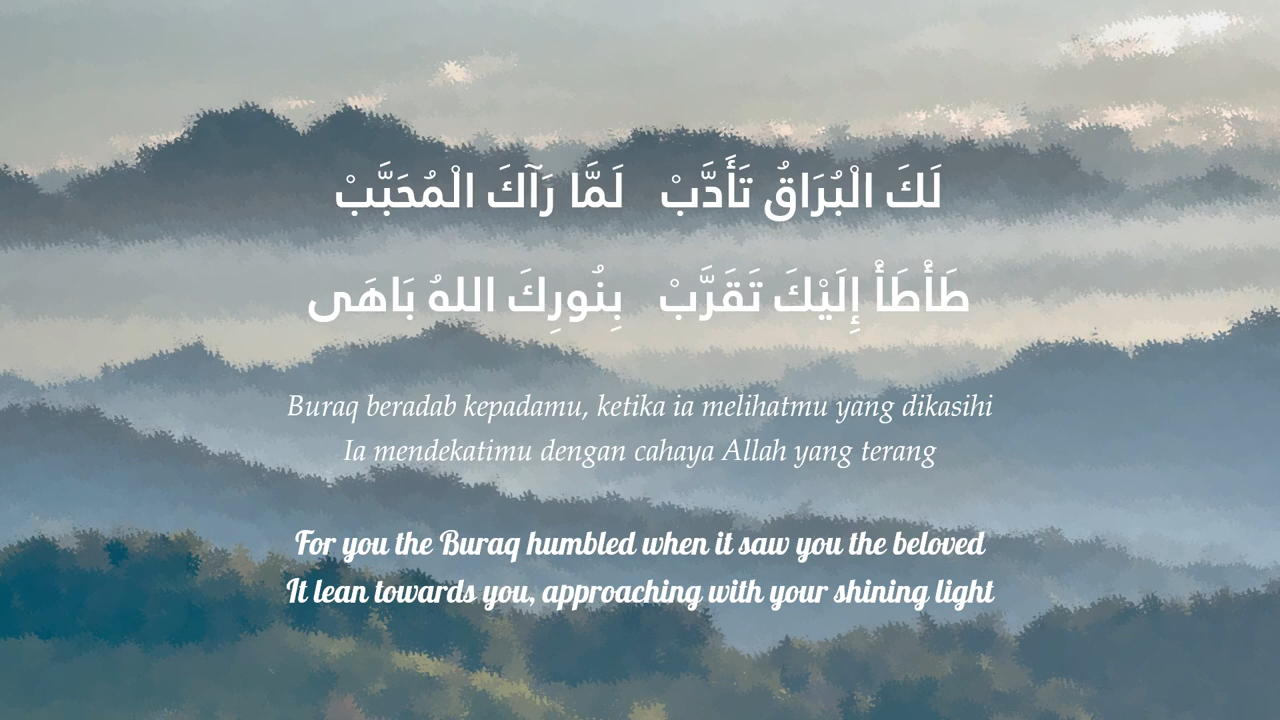 لَكَ الْبُرَاقُ تَأَدَّبْ لَمَّا رَآكَ الْمُحَبَّبْ
طَأْطَأْ إِلَيْكَ تَقَرَّبْ بِنُورِكَ اللهُ بَاهَى
Buraq beradab kepadamu, ketika ia melihatmu yang dikasihi
Ia mendekatimu dengan cahaya Allah yang terang
For you the Buraq humbled when it saw you the beloved
It lean towards you, approaching with your shining light